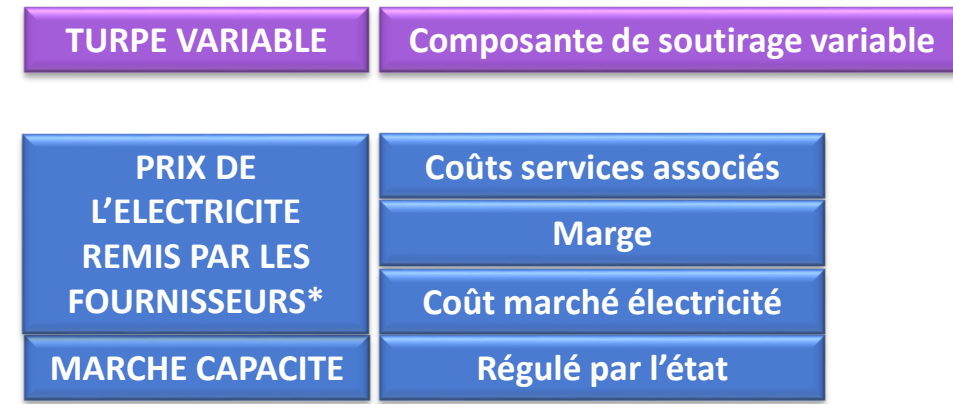 TURPE VARIABLE
Composante de soutirage variable
PRIX DE
L’ELECTRICITE
REMIS PAR LES
FOURNISSEURS*
Coûts services associés
Marge
Coût marché électricité
MARCHE CAPACITE
Régulé par l’état